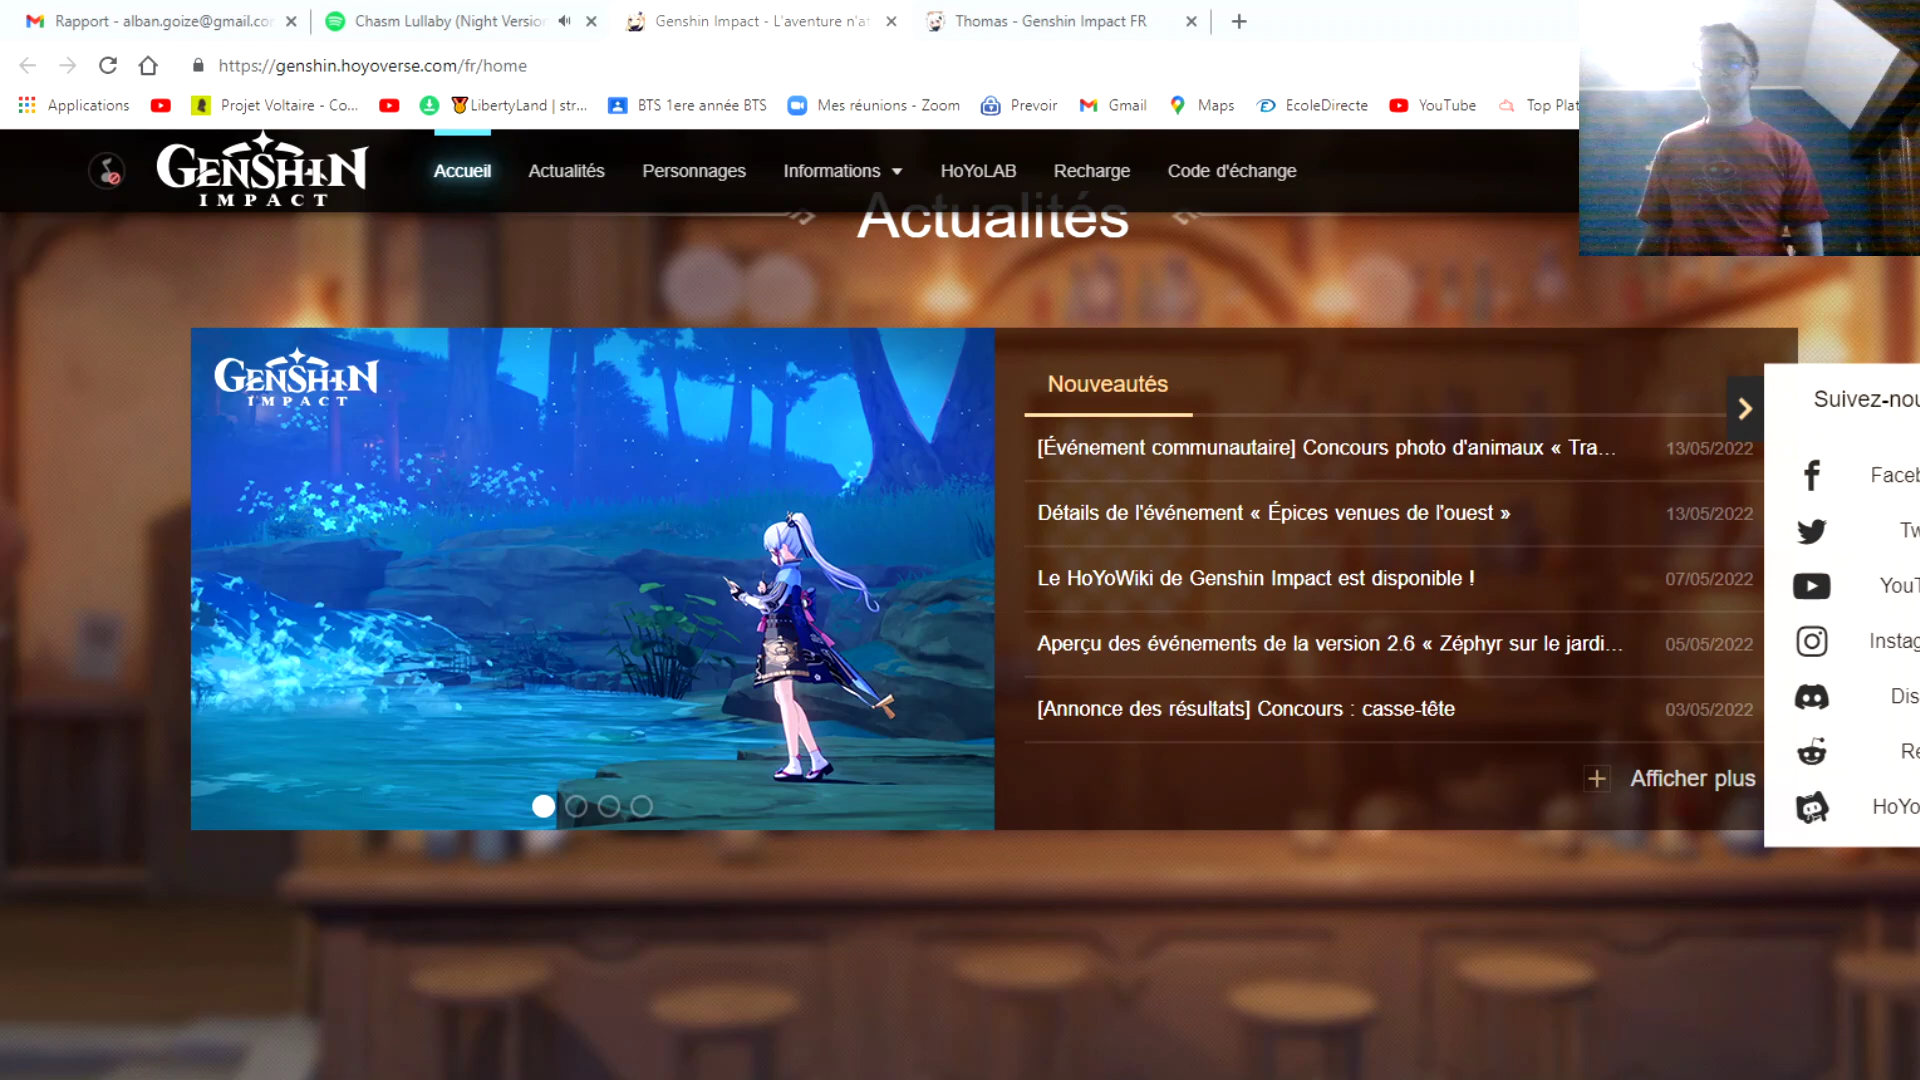 Rapport - alban.goize@gmail.co
Chasm Lullaby (Night Versio
Genshin Impact - L'aventure n'a
Thomas - Genshin Impact FR
https://genshin.hoyoverse.com/fr/home
Applications
Projet Voltaire - Co...
LibertyLand | str...
BTS 1ere année BTS
Mes réunions - Zoom
Prevoir
Gmail
Maps
EcoleDirecte
YouTube
Top Plat
GENSHIN
IMPACT
Accueil
Actualités
Personnages
Informations
HoYoLAB
Recharge
Code d'échange
Actualités
GENSHIN
IMPACT
Nouveautés
[Événement communautaire] Concours photo d'animaux « Tra... 13/05/2022
Détails de l'événement « Épices venues de l'ouest » 13/05/2022
Le HoYoWiki de Genshin Impact est disponible ! 07/05/2022
Aperçu des événements de la version 2.6 « Zéphyr sur le jardi... 05/05/2022
[Annonce des résultats] Concours : casse-tête 03/05/2022
Afficher plus
Suivez-nou
Faceb
Tw
YouT
Instag
Dis
Re
HoYo